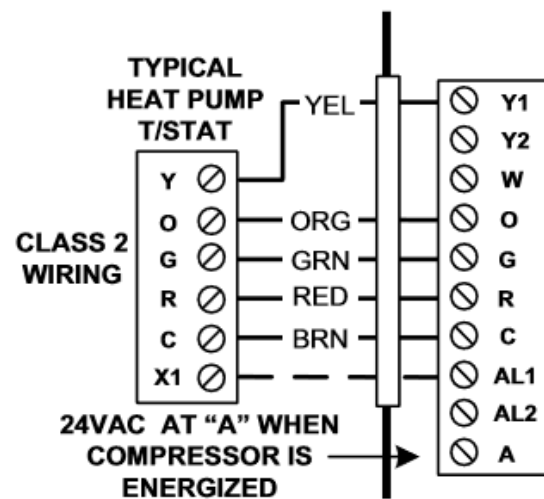 TYPICAL
HEAT PUMP
T/STAT
CLASS 2
WIRING
Y
O
G
R
C
X1
YEL
ORG
GRN
RED
BRN
Y1
Y2
W
O
G
R
C
AL1
AL2
A
24VAC AT “A” WHEN
COMPRESSOR IS
ENERGIZED